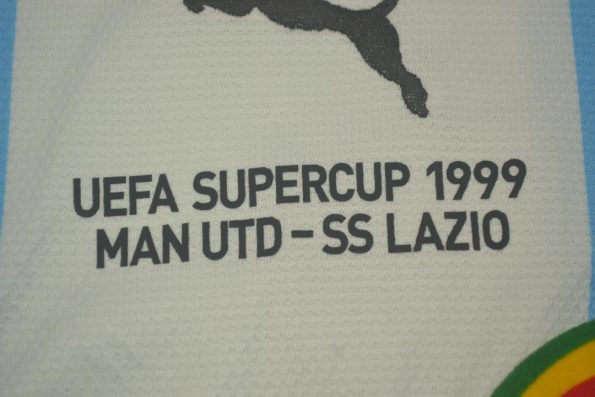 UEFA SUPERCUP 1999
MAN UTD – SS LAZIO